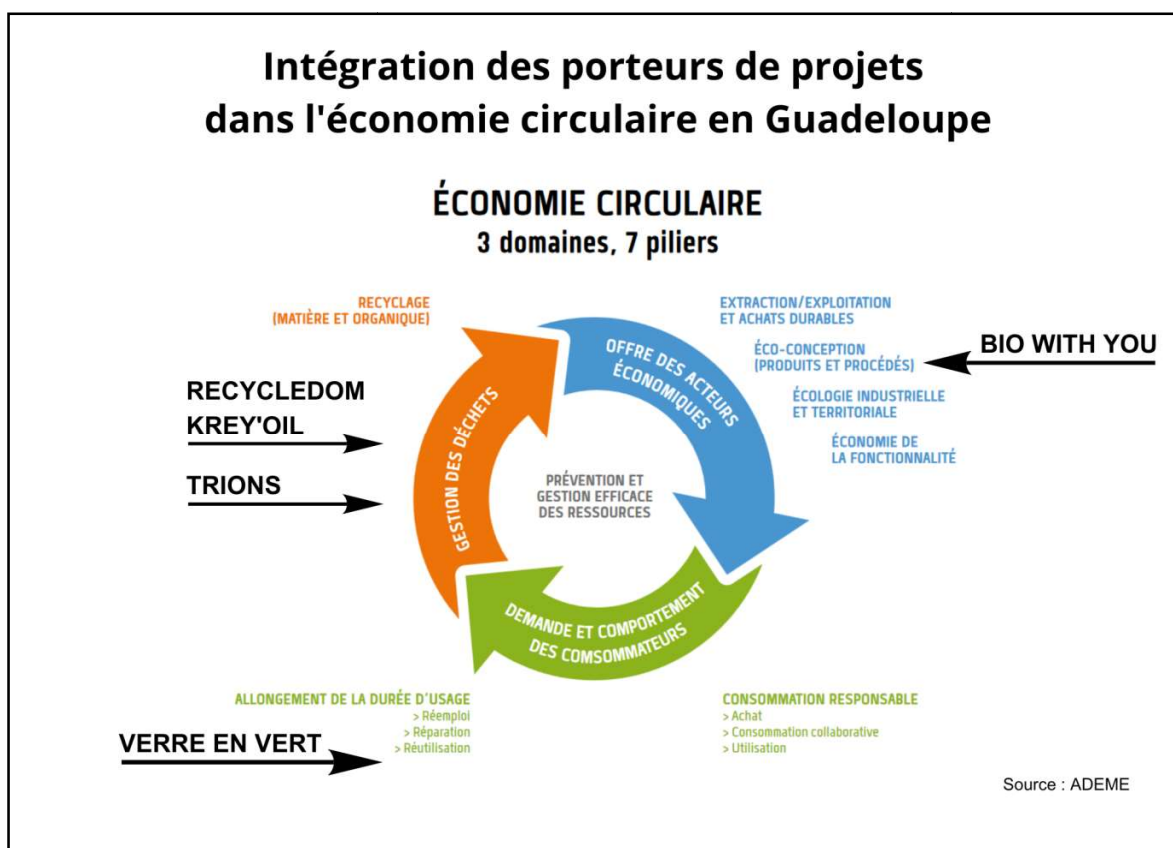 Intégration des porteurs de projets
dans l'économie circulaire en Guadeloupe
ÉCONOMIE CIRCULAIRE
3 domaines, 7 piliers
RECYCLAGE
(MATIÈRE ET ORGANIQUE)
EXTRACTION/EXPLOITATION
ET ACHATS DURABLES
ÉCO-CONCEPTION
(PRODUITS ET PROCÉDÉS)
BIO WITH YOU
ÉCOLOGIE INDUSTRIELLE
ET TERRITORIALE
ÉCONOMIE DE
LA FONCTIONNALITÉ
OFFRE DES ACTEURS
ÉCONOMIQUES
RECYCLEDOM
KREY'OIL
TRIONS
GESTION DES DÉCHETS
PRÉVENTION ET
GESTION EFFICACE
DES RESSOURCES
DEMANDE ET COMPORTEMENT
DES COMSOMMATEURS
ALLONGEMENT DE LA DURÉE D'USAGE
> Réemploi
> Réparation
> Réutilisation
VERRE EN VERT
CONSOMMATION RESPONSABLE
> Achat
> Consommation collaborative
> Utilisation
Source : ADEME